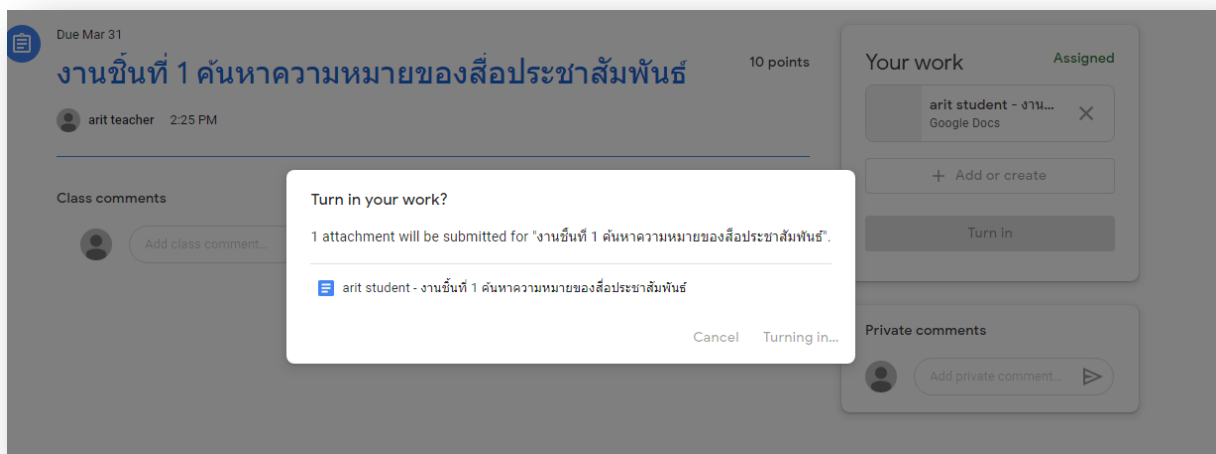 Due Mar 31
งานชิ้นที่ 1 ค้นหาความหมายของสื่อประชาสัมพันธ์
10 points
arit teacher 2:25 PM
Class comments
Add class comment...
Turn in your work?
1 attachment will be submitted for "งานชิ้นที่ 1 ค้นหาความหมายของสื่อประชาสัมพันธ์".
arit student - งานชิ้นที่ 1 ค้นหาความหมายของสื่อประชาสัมพันธ์
Cancel Turning in...
Your work Assigned
arit student - งาน...
Google Docs
+ Add or create
Turn in
Private comments
Add private comment...